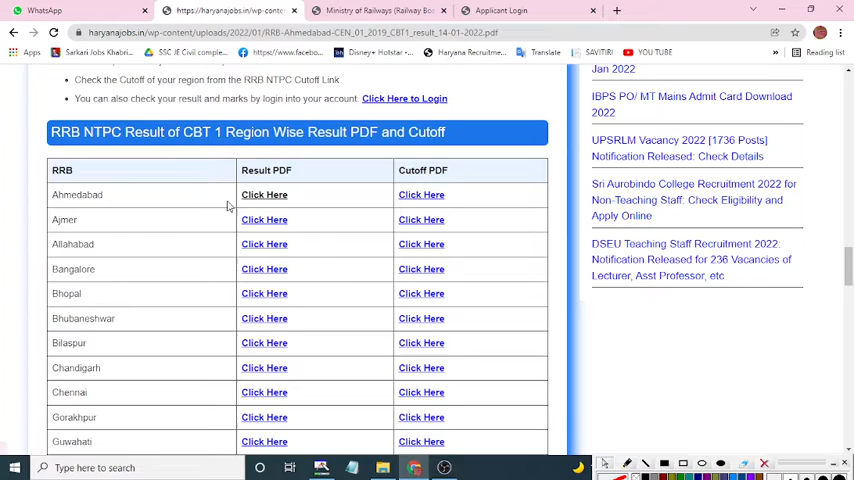 WhatsApp
https://haryanajobs.in/wp-conte
Ministry of Railways (Railway Boa
Applicant Login
haryanajobs.in/wp-content/uploads/2022/01/RRB-Ahmedabad-CEN_01_2019_CBT1_result_14-01-2022.pdf
Apps
Sarkari Jobs Khabri...
SSC JE Civil comple...
https://www.facebo...
Disney+ Hotstar -...
Haryana Recruitme...
Translate
SAVITIRI
YOU TUBE
Reading list
Check the Cutoff of your region from the RRB NTPC Cutoff Link
You can also check your result and marks by login into your account. Click Here to Login
RRB NTPC Result of CBT 1 Region Wise Result PDF and Cutoff
RRB Result PDF Cutoff PDF
Ahmedabad Click Here Click Here
Ajmer Click Here Click Here
Allahabad Click Here Click Here
Bangalore Click Here Click Here
Bhopal Click Here Click Here
Bhubaneshwar Click Here Click Here
Bilaspur Click Here Click Here
Chandigarh Click Here Click Here
Chennai Click Here Click Here
Gorakhpur Click Here Click Here
Guwahati Click Here Click Here
Jan 2022
IBPS PO/ MT Mains Admit Card Download
2022
UPSRLM Vacancy 2022 [1736 Posts]
Notification Released: Check Details
Sri Aurobindo College Recruitment 2022 for
Non-Teaching Staff: Check Eligibility and
Apply Online
DSEU Teaching Staff Recruitment 2022:
Notification Released for 236 Vacancies of
Lecturer, Asst Professor, etc
Type here to search